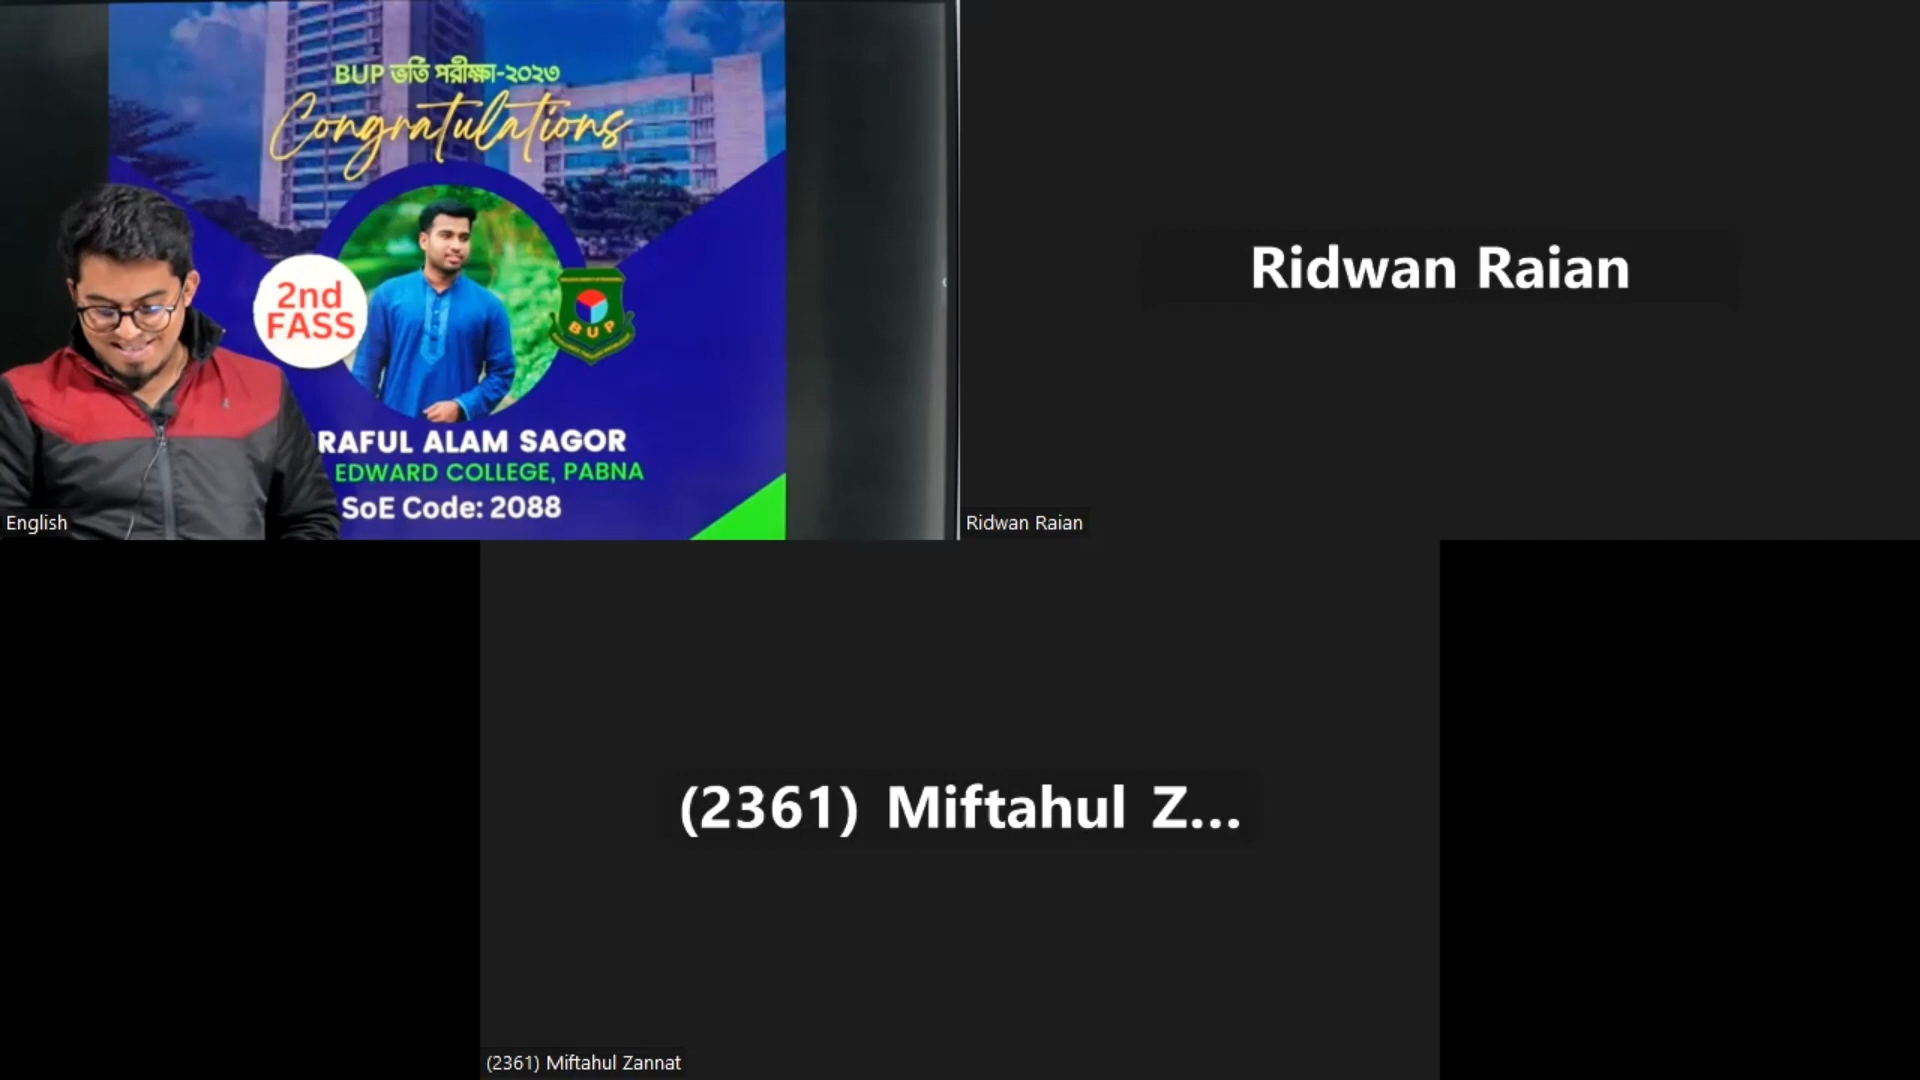 BUP ভর্তি পরীক্ষা-২০২৩
Congratulations
2nd
FASS
BUP
RAFUL ALAM SAGOR
EDWARD COLLEGE, PABNA
SoE Code: 2088
English
Ridwan Raian
Ridwan Raian
(2361) Miftahul Z...
(2361) Miftahul Zannat